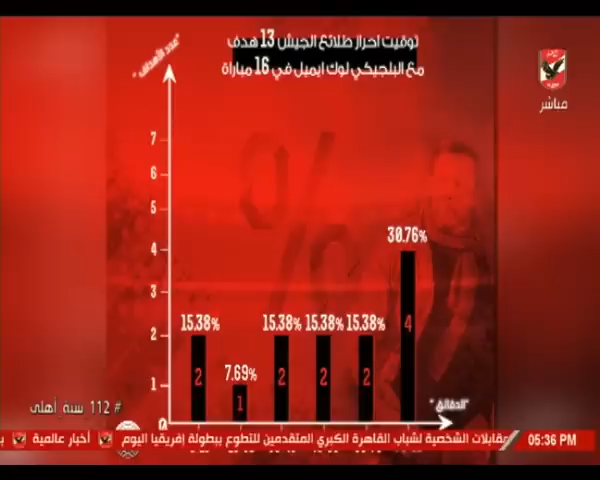 توقيت احراز طلائع الجيش 13 هدف
مع البلجيكي لوك ايميل في 16 مباراة
"عدد الأهداف"
مباشر
7
6
5
4
3
2
1
0
15.38%
7.69%
15.38%
15.38%
15.38%
30.76%
2
1
2
2
2
4
"الدقائق"
# 112 سنة أهلى
مقابلات الشخصية لشباب القاهرة الكبري المتقدمين للتطوع ببطولة إفريقيا اليوم
أخبار عالمية
05:36 PM